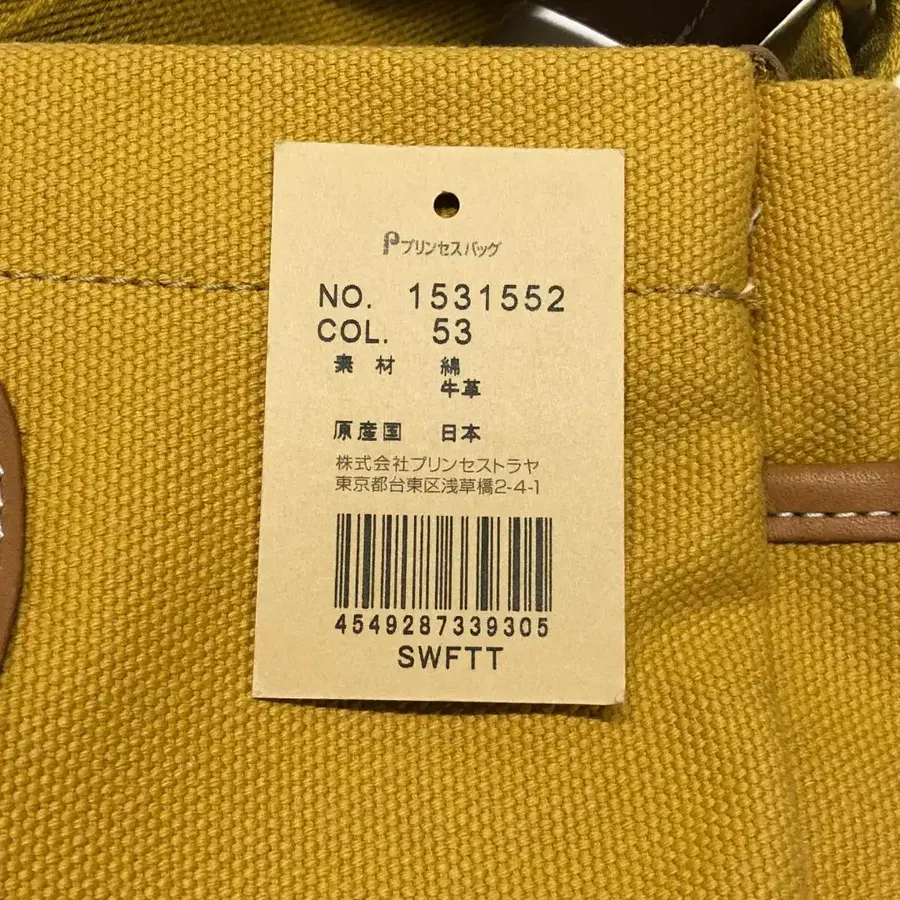 Pプリンセスバッグ
NO. 1531552
COL. 53
素材 綿
牛革
原産国 日本
株式会社プリンセストラヤ
東京都台東区浅草橋2-4-1
4549287339305
SWFTT